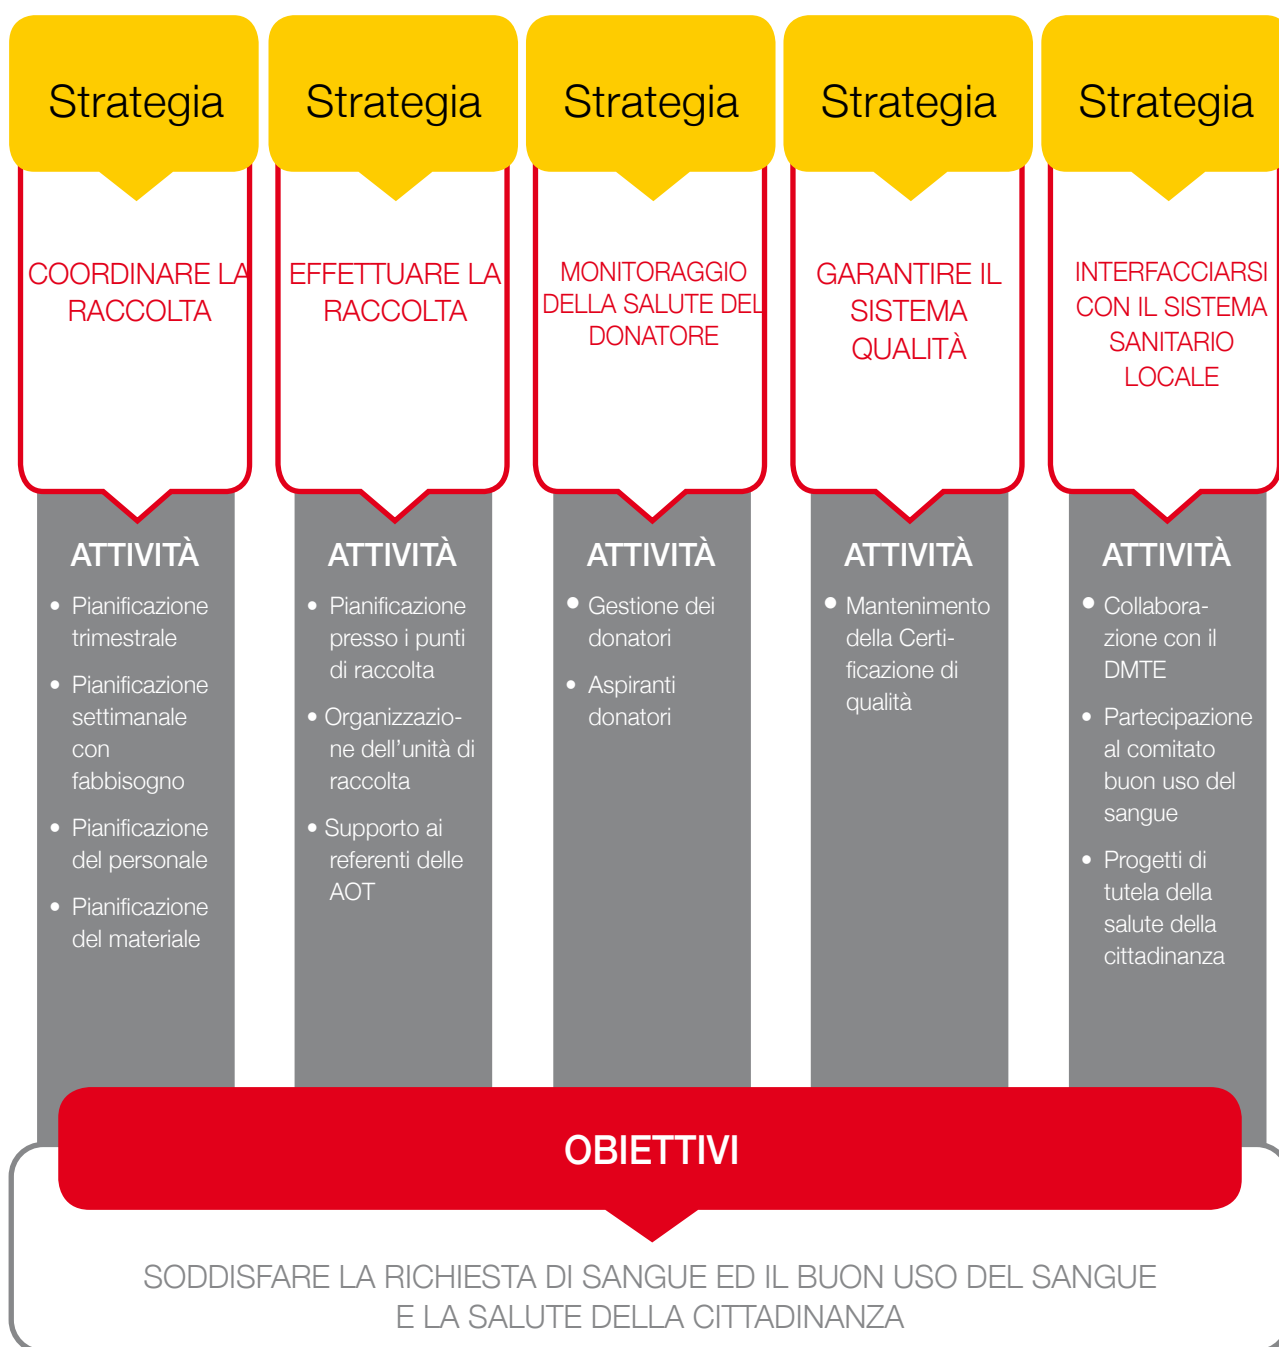 Strategia
COORDINARE LA
RACCOLTA
ATTIVITÀ
• Pianificazione
trimestrale
• Pianificazione
settimanale
con
fabbisogno
• Pianificazione
del personale
• Pianificazione
del materiale
Strategia
EFFETTUARE LA
RACCOLTA
ATTIVITÀ
• Pianificazione
presso i punti
di raccolta
• Organizzazio-
ne dell’unità di
raccolta
• Supporto ai
referenti delle
AOT
Strategia
MONITORAGGIO
DELLA SALUTE DEL
DONATORE
ATTIVITÀ
• Gestione dei
donatori
• Aspiranti
donatori
Strategia
GARANTIRE IL
SISTEMA
QUALITÀ
ATTIVITÀ
• Mantenimento
della Certi-
ficazione di
qualità
Strategia
INTERFACCIARSI
CON IL SISTEMA
SANITARIO
LOCALE
ATTIVITÀ
• Collabora-
zione con il
DMTE
• Partecipazione
al comitato
buon uso del
sangue
• Progetti di
tutela della
salute della
cittadinanza
OBIETTIVI
SODDISFARE LA RICHIESTA DI SANGUE ED IL BUON USO DEL SANGUE
E LA SALUTE DELLA CITTADINANZA